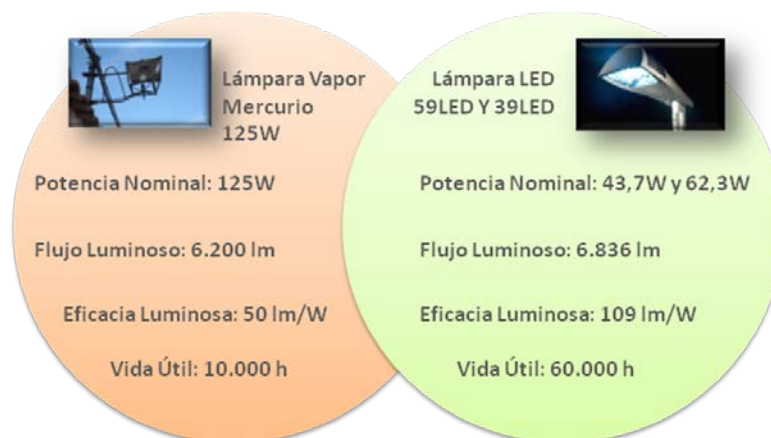 Lámpara Vapor
Mercurio
125W
Potencia Nominal: 125W
Flujo Luminoso: 6.200 lm
Eficacia Luminosa: 50 lm/W
Vida Útil: 10.000 h
Lámpara LED
59LED Y 39LED
Potencia Nominal: 43,7W y 62,3W
Flujo Luminoso: 6.836 lm
Eficacia Luminosa: 109 lm/W
Vida Útil: 60.000 h